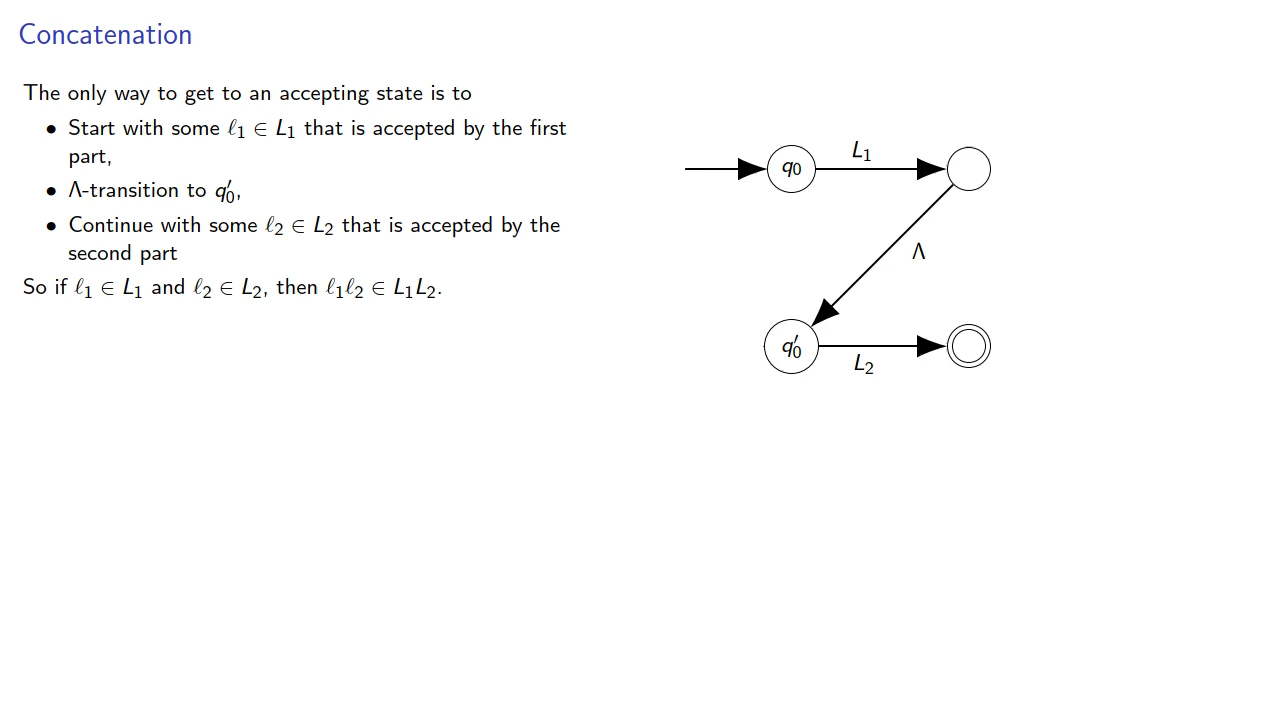 Concatenation
The only way to get to an accepting state is to
• Start with some ℓ₁ ∈ L₁ that is accepted by the first
part,
• Λ-transition to q₀′,
• Continue with some ℓ₂ ∈ L₂ that is accepted by the
second part
So if ℓ₁ ∈ L₁ and ℓ₂ ∈ L₂, then ℓ₁ℓ₂ ∈ L₁L₂.
q₀
L₁
Λ
q₀′
L₂